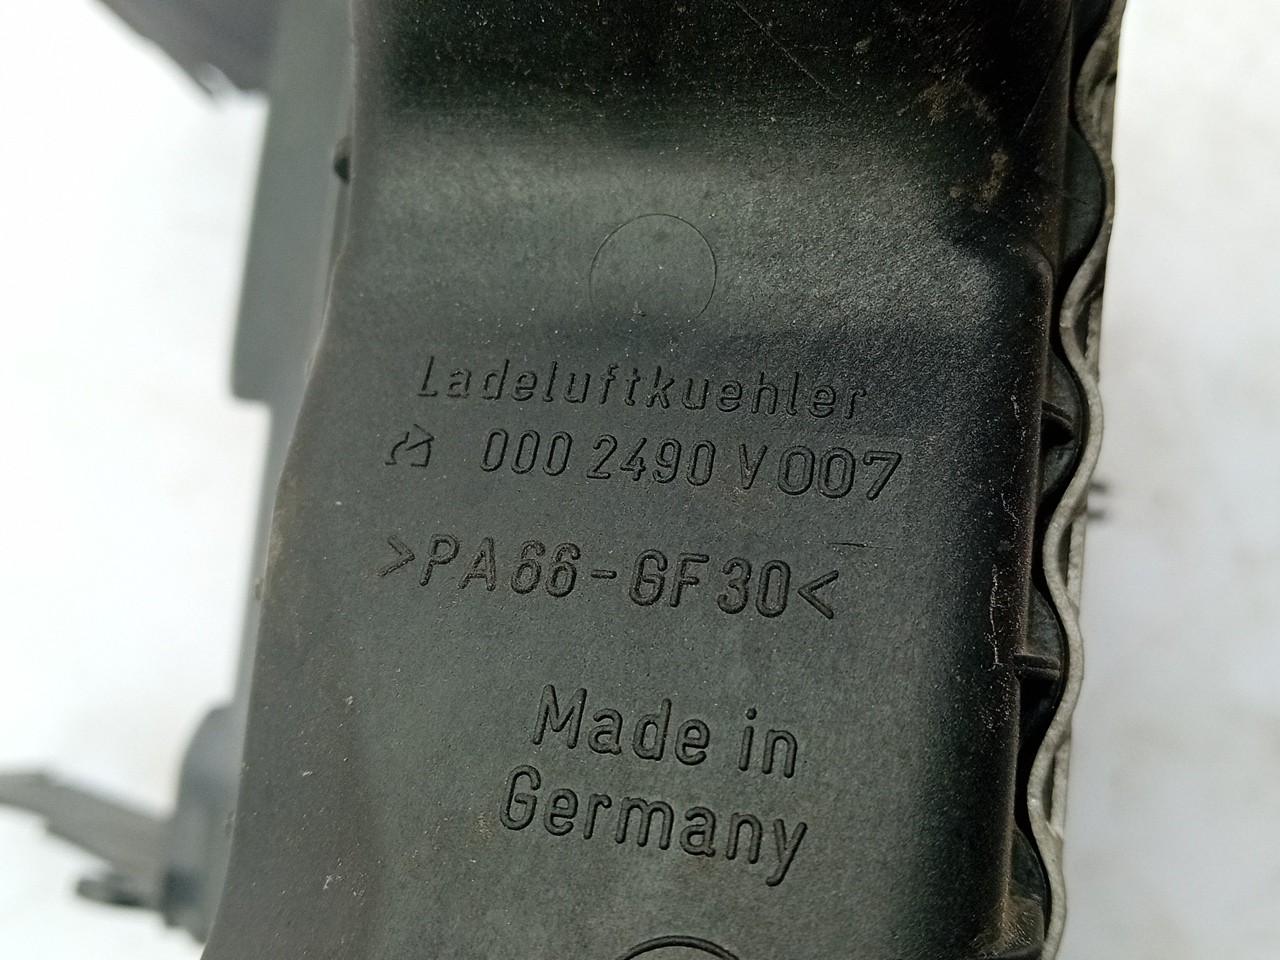 Ladeluftkuehler
000 2490 V007
>PA66-GF30<
Made in
Germany